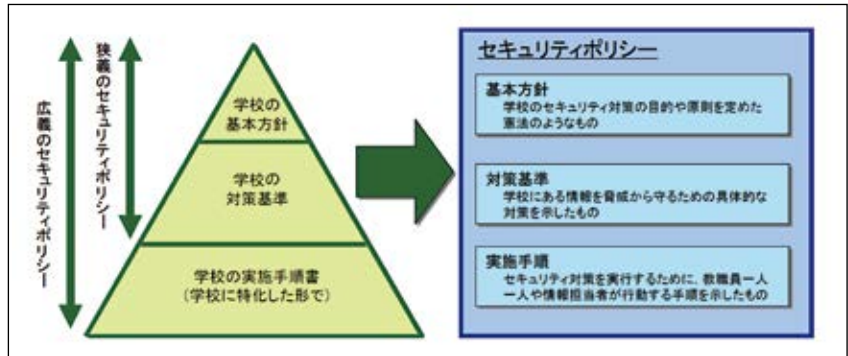 広義のセキュリティポリシー
狭義のセキュリティポリシー
学校の
基本方針
学校の
対策基準
学校の実施手順書
(学校に特化した形で)
セキュリティポリシー
基本方針
学校のセキュリティ対策の目的や原則を定めた
憲法のようなもの
対策基準
学校にある情報を脅威から守るための具体的な
対策を示したもの
実施手順
セキュリティ対策を実行するために、教職員一人
一人や情報担当者が行動する手順を示したもの